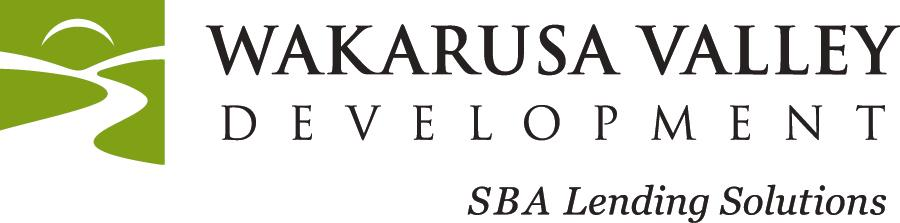 WAKARUSA VALLEY
DEVELOPMENT
SBA Lending Solutions